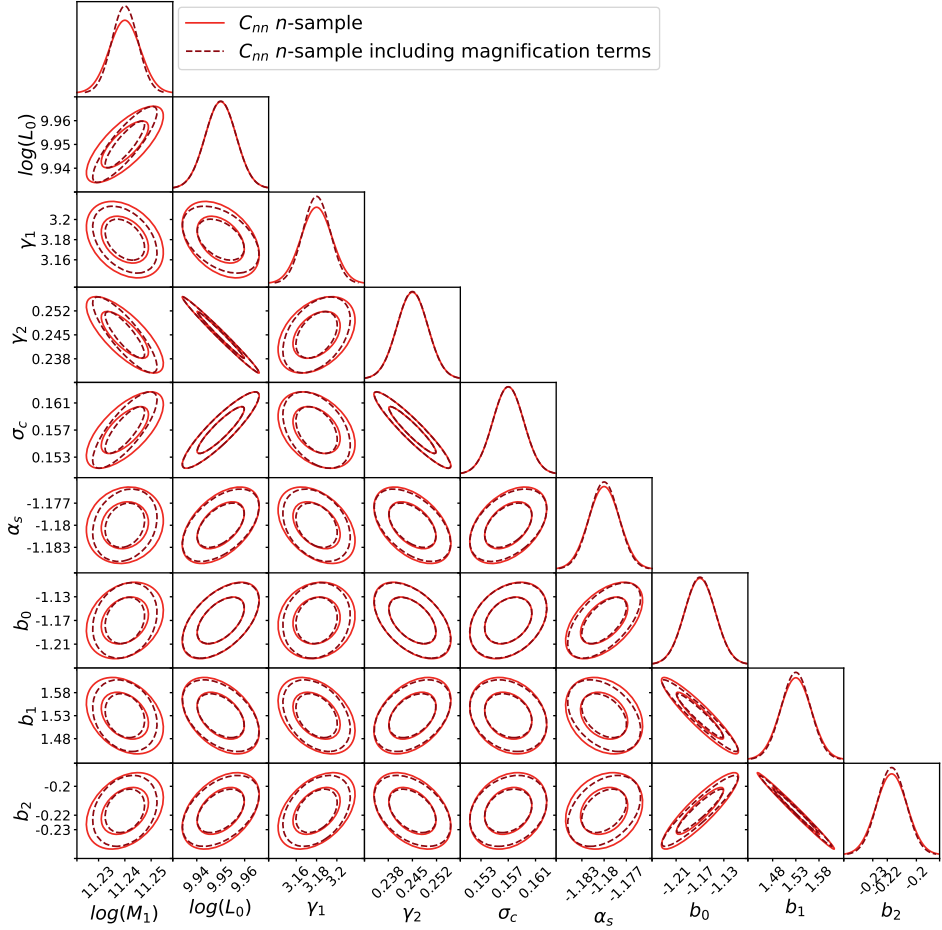 C_nn n-sample
C_nn n-sample including magnification terms
log(L_0)
9.96
9.95
9.94
γ_1
3.2
3.18
3.16
γ_2
0.252
0.245
0.238
σ_c
0.161
0.157
0.153
α_s
-1.177
-1.18
-1.183
b_0
-1.13
-1.17
-1.21
b_1
1.58
1.53
1.48
b_2
-0.2
-0.22
-0.23
11.23 11.24 11.25 9.94 9.95 9.96 3.16 3.18 3.2 0.238 0.245 0.252 0.153 0.157 0.161 -1.183 -1.18 -1.177 -1.21 -1.17 -1.13 1.48 1.53 1.58 -0.23 -0.22 -0.2
log(M_1) log(L_0) γ_1 γ_2 σ_c α_s b_0 b_1 b_2